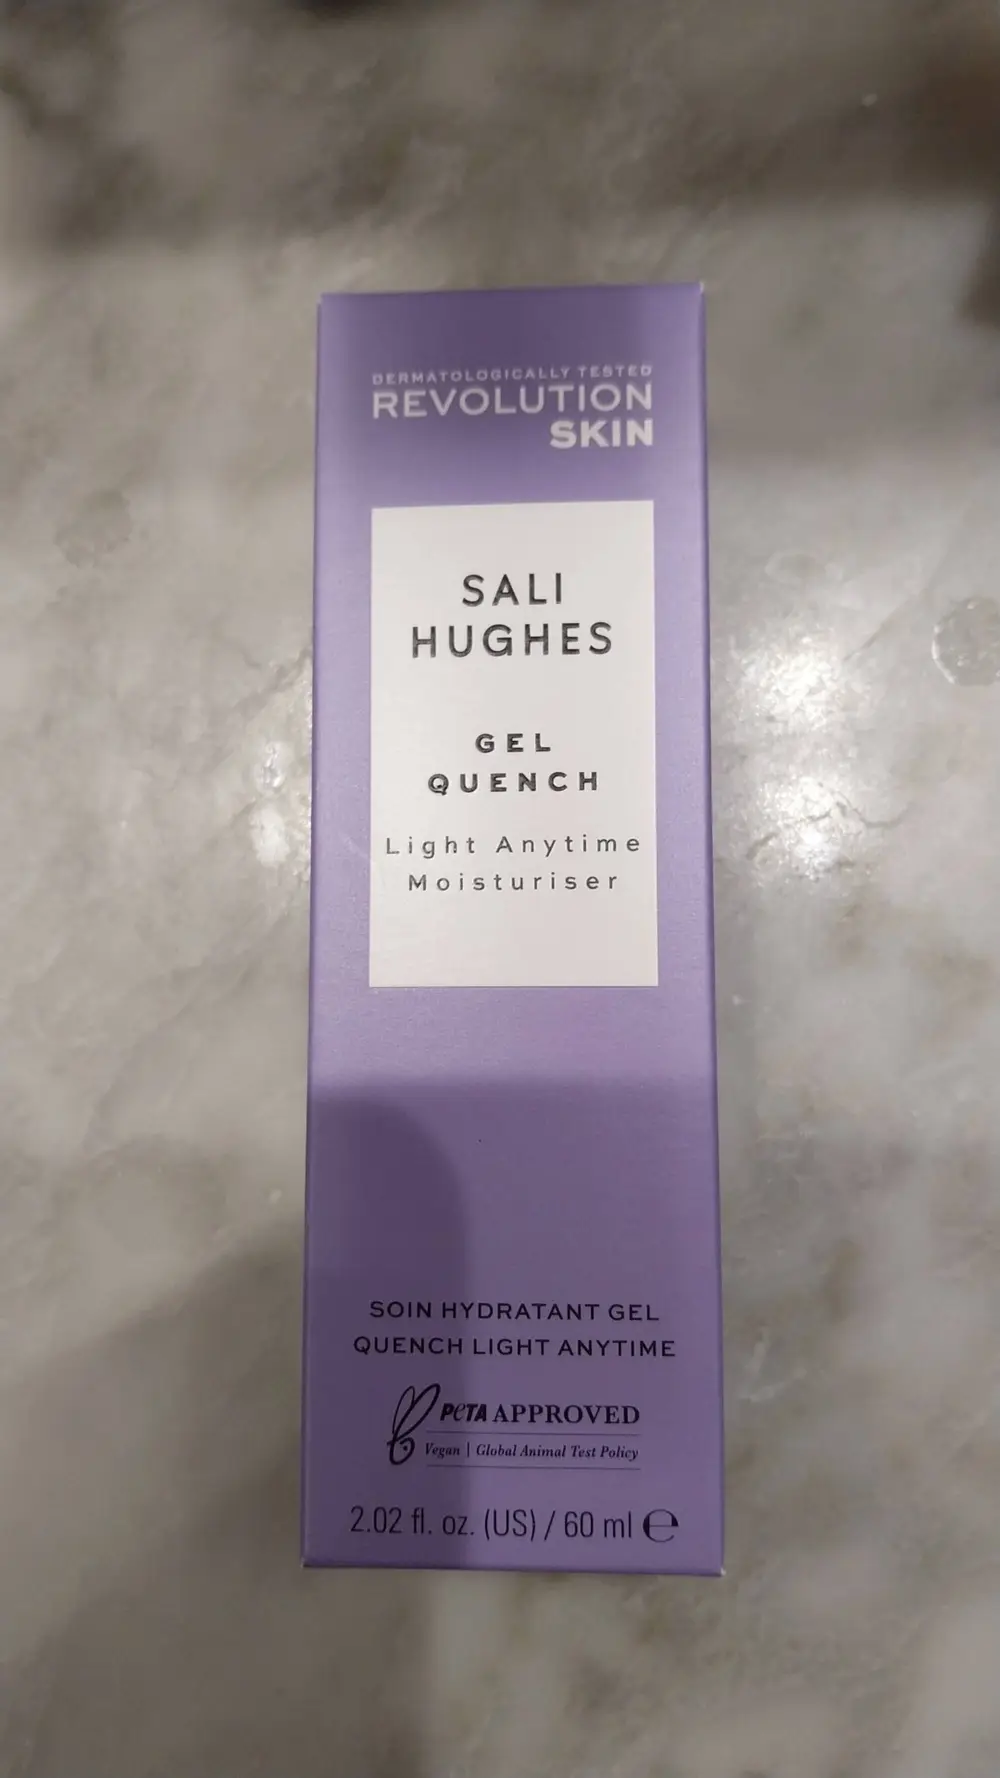 DERMATOLOGICALLY TESTED
REVOLUTION
SKIN
SALI
HUGHES
GEL
QUENCH
Light Anytime
Moisturiser
SOIN HYDRATANT GEL
QUENCH LIGHT ANYTIME
PETA APPROVED
Vegan | Global Animal Test Policy
2.02 fl. oz. (US) / 60 ml ℮